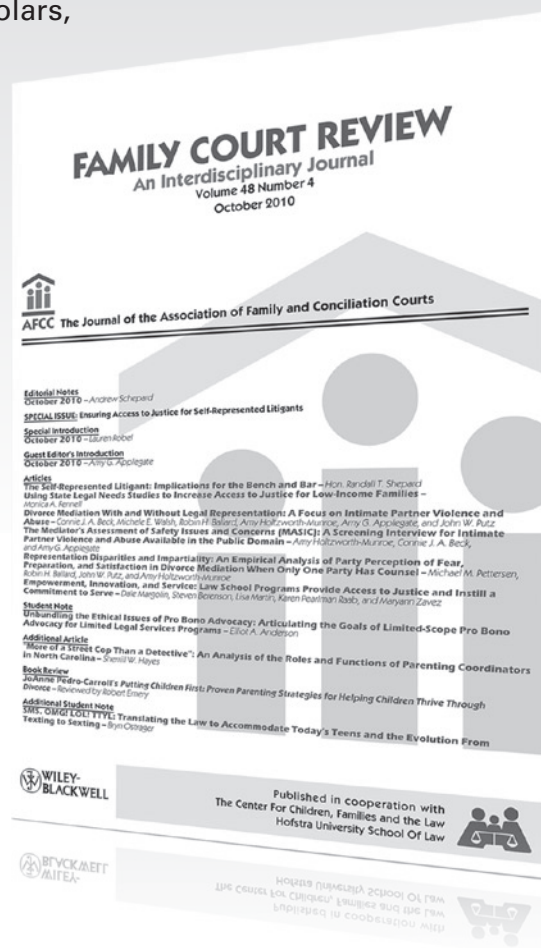 olars,
FAMILY COURT REVIEW
An Interdisciplinary Journal
Volume 48 Number 4
October 2010
AFCC The Journal of the Association of Family and Conciliation Courts
Editorial Notes
October 2010 – Andrew Schepard
SPECIAL ISSUE: Ensuring Access to Justice for Self-Represented Litigants
Special Introduction
October 2010 – Lauren Robel
Guest Editor's Introduction
October 2010 – Amy G. Applegate
Articles
The Self-Represented Litigant: Implications for the Bench and Bar – Hon. Randall T. Shepard
Using State Legal Needs Studies to Increase Access to Justice for Low-Income Families –
Monica A. Fennell
Divorce Mediation With and Without Legal Representation: A Focus on Intimate Partner Violence and
Abuse – Connie J. A. Beck, Michele E. Walsh, Robin H. Ballard, Amy Holtzworth-Munroe, Amy G. Applegate, and John W. Putz
The Mediator's Assessment of Safety Issues and Concerns (MASIC): A Screening Interview for Intimate
Partner Violence and Abuse Available in the Public Domain – Amy Holtzworth-Munroe, Connie J. A. Beck,
and Amy G. Applegate
Representation Disparities and Impartiality: An Empirical Analysis of Party Perception of Fear,
Preparation, and Satisfaction in Divorce Mediation When Only One Party Has Counsel – Michael M. Pettersen,
Robin H. Ballard, John W. Putz, and Amy Holtzworth-Munroe
Empowerment, Innovation, and Service: Law School Programs Provide Access to Justice and Instill a
Commitment to Serve – Dale Margolin, Steven Berenson, Lisa Martin, Karen Pearlman Raab, and Maryann Zavez
Student Note
Unbundling the Ethical Issues of Pro Bono Advocacy: Articulating the Goals of Limited-Scope Pro Bono
Advocacy for Limited Legal Services Programs – Elliot A. Anderson
Additional Article
"More of a Street Cop Than a Detective": An Analysis of the Roles and Functions of Parenting Coordinators
in North Carolina – Sherrill W. Hayes
Book Review
JoAnne Pedro-Carroll's Putting Children First: Proven Parenting Strategies for Helping Children Thrive Through
Divorce – Reviewed by Robert Emery
Additional Student Note
SMS, OMG! LOL! TTYL: Translating the Law to Accommodate Today's Teens and the Evolution From
Texting to Sexting – Bryn Ostrager
WILEY-
BLACKWELL
Published in cooperation with
The Center For Children, Families and the Law
Hofstra University School Of Law